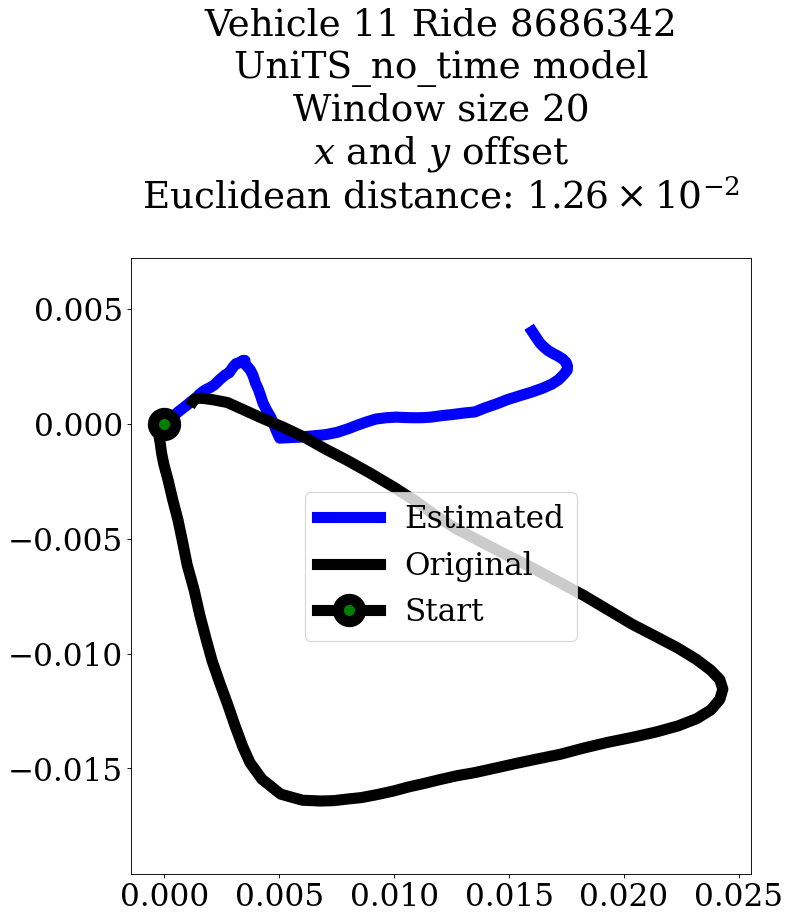 Vehicle 11 Ride 8686342
UniTS_no_time model
Window size 20
x and y offset
Euclidean distance: 1.26 × 10⁻²
0.005
0.000
−0.005
−0.010
−0.015
Estimated
Original
Start
0.000 0.005 0.010 0.015 0.020 0.025